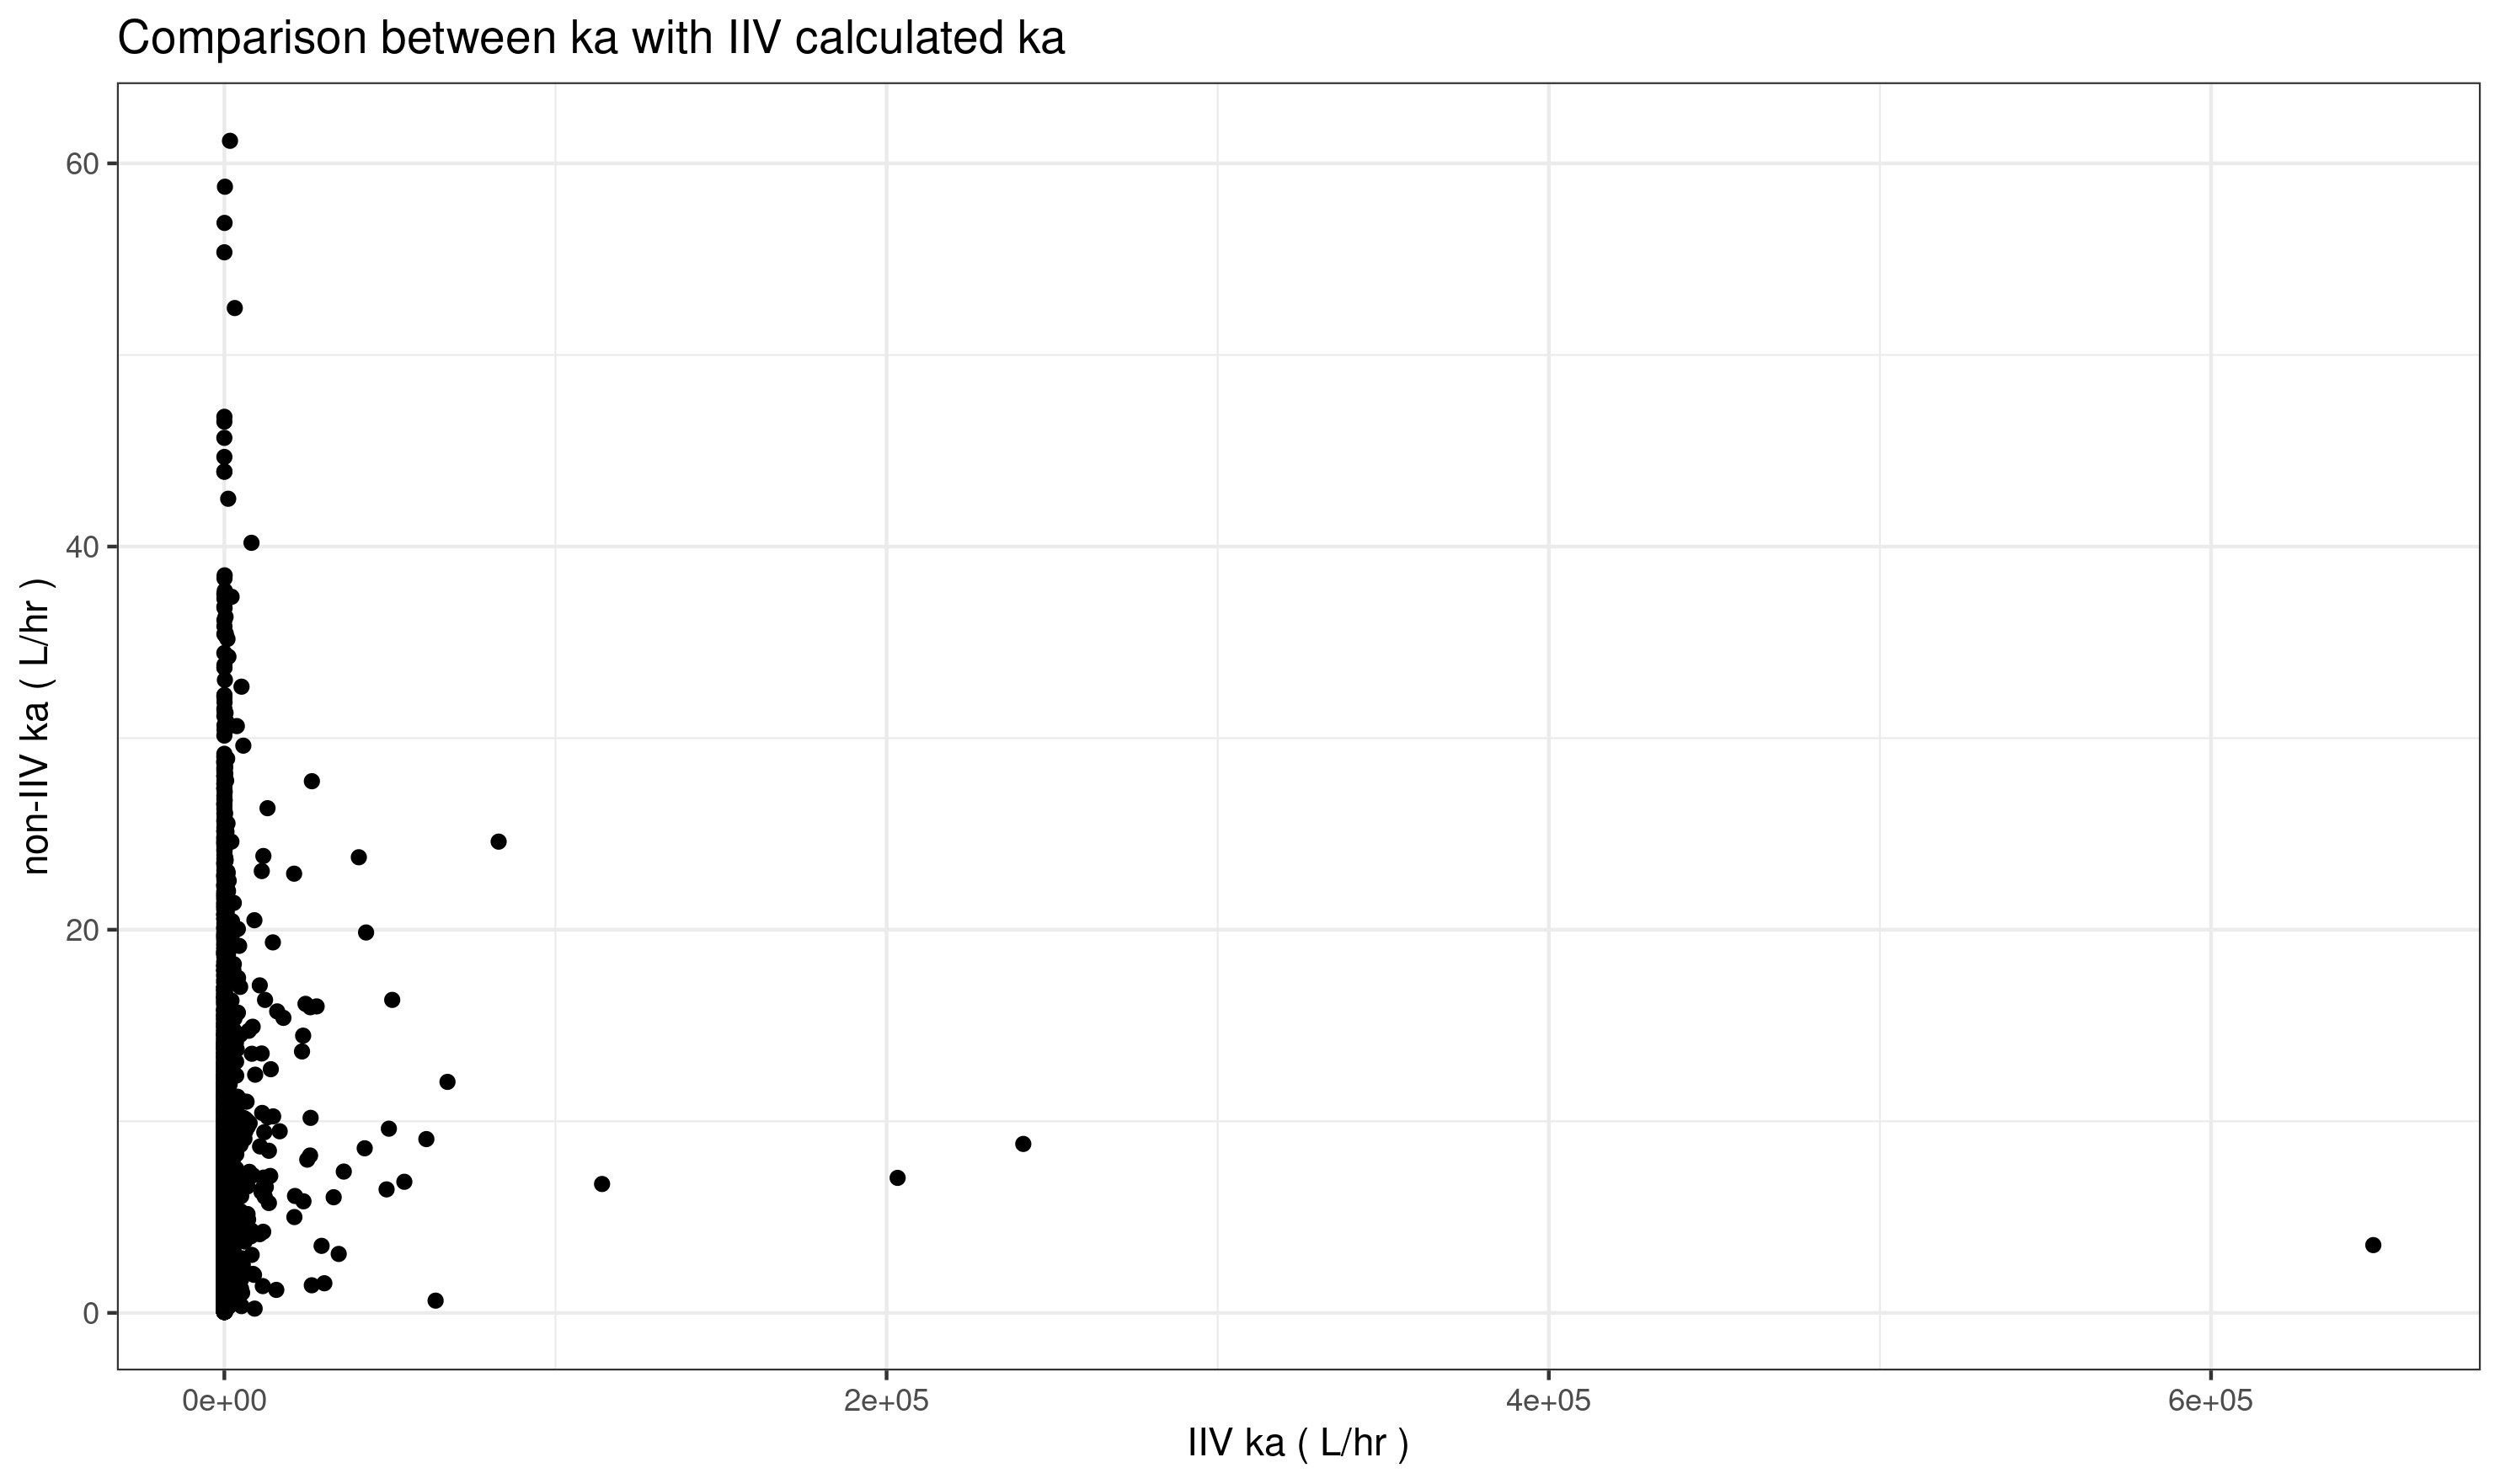 Comparison between ka with IIV calculated ka
non-IIV ka ( L/hr )
60
40
20
0
0e+00 2e+05 4e+05 6e+05
IIV ka ( L/hr )